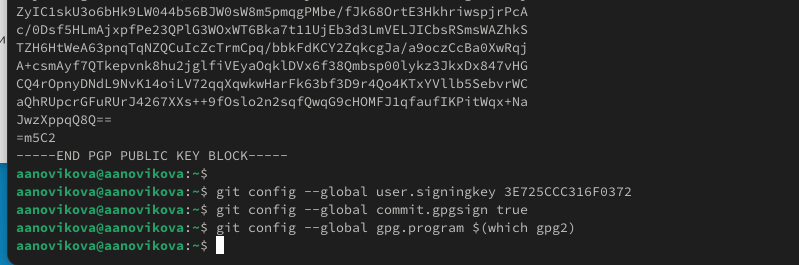 ZyIC1skU3o6bHk9LW044b56BJW0sW8m5pmqgPMbe/fJk68OrtE3HkhriwspjrPcA
c/0Dsf5HLmAjxpfPe23QPlG3WOxWT6Bka7t11UjEb3d3LmVELJICbsRSmsWAZhkS
TZH6HtWeA63pnqTqNZQCuIcZcTrmCpq/bbkFdKCY2ZqkcgJa/a9oczCcBa0XwRqj
A+csmAyf7QTkepvnk8hu2jglfiVEyaOqklDVx6f38Qmbsp00lykz3JkxDx847vHG
CQ4rOpnyDNdL9NvK14oiLV72qqXqwkwHarFk63bf3D9r4Qo4KTxYVllb5SebvrWC
aQhRUpcrGFuRUrJ4267XXs++9fOslo2n2sqfQwqG9cHOMFJ1qfaufIKPitWqx+Na
JwzXppqQ8Q==
=m5C2
-----END PGP PUBLIC KEY BLOCK-----
aanovikova@aanovikova:~$
aanovikova@aanovikova:~$ git config --global user.signingkey 3E725CCC316F0372
aanovikova@aanovikova:~$ git config --global commit.gpgsign true
aanovikova@aanovikova:~$ git config --global gpg.program $(which gpg2)
aanovikova@aanovikova:~$